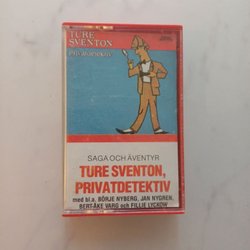 TURE
SVENTON
privatdetektiv
SAGA OCH ÄVENTYR
TURE SVENTON,
PRIVATDETEKTIV
med bl.a. BÖRJE NYBERG, JAN NYGREN,
BERT-ÅKE VARG och FILLIE LYCKOW